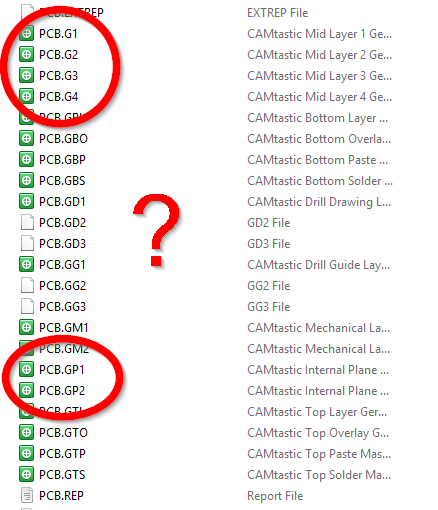 PCB.EXTREP EXTREP File
PCB.G1 CAMtastic Mid Layer 1 Ge...
PCB.G2 CAMtastic Mid Layer 2 Ge...
PCB.G3 CAMtastic Mid Layer 3 Ge...
PCB.G4 CAMtastic Mid Layer 4 Ge...
PCB.GBL CAMtastic Bottom Layer ...
PCB.GBO CAMtastic Bottom Overla...
PCB.GBP CAMtastic Bottom Paste ...
PCB.GBS CAMtastic Bottom Solder ...
PCB.GD1 CAMtastic Drill Drawing L...
PCB.GD2 GD2 File
PCB.GD3 GD3 File
PCB.GG1 CAMtastic Drill Guide Lay...
PCB.GG2 GG2 File
PCB.GG3 GG3 File
PCB.GM1 CAMtastic Mechanical La...
PCB.GM2 CAMtastic Mechanical La...
PCB.GP1 CAMtastic Internal Plane ...
PCB.GP2 CAMtastic Internal Plane ...
PCB.GTL CAMtastic Top Layer Ger...
PCB.GTO CAMtastic Top Overlay G...
PCB.GTP CAMtastic Top Paste Mas...
PCB.GTS CAMtastic Top Solder Ma...
PCB.REP Report File
?